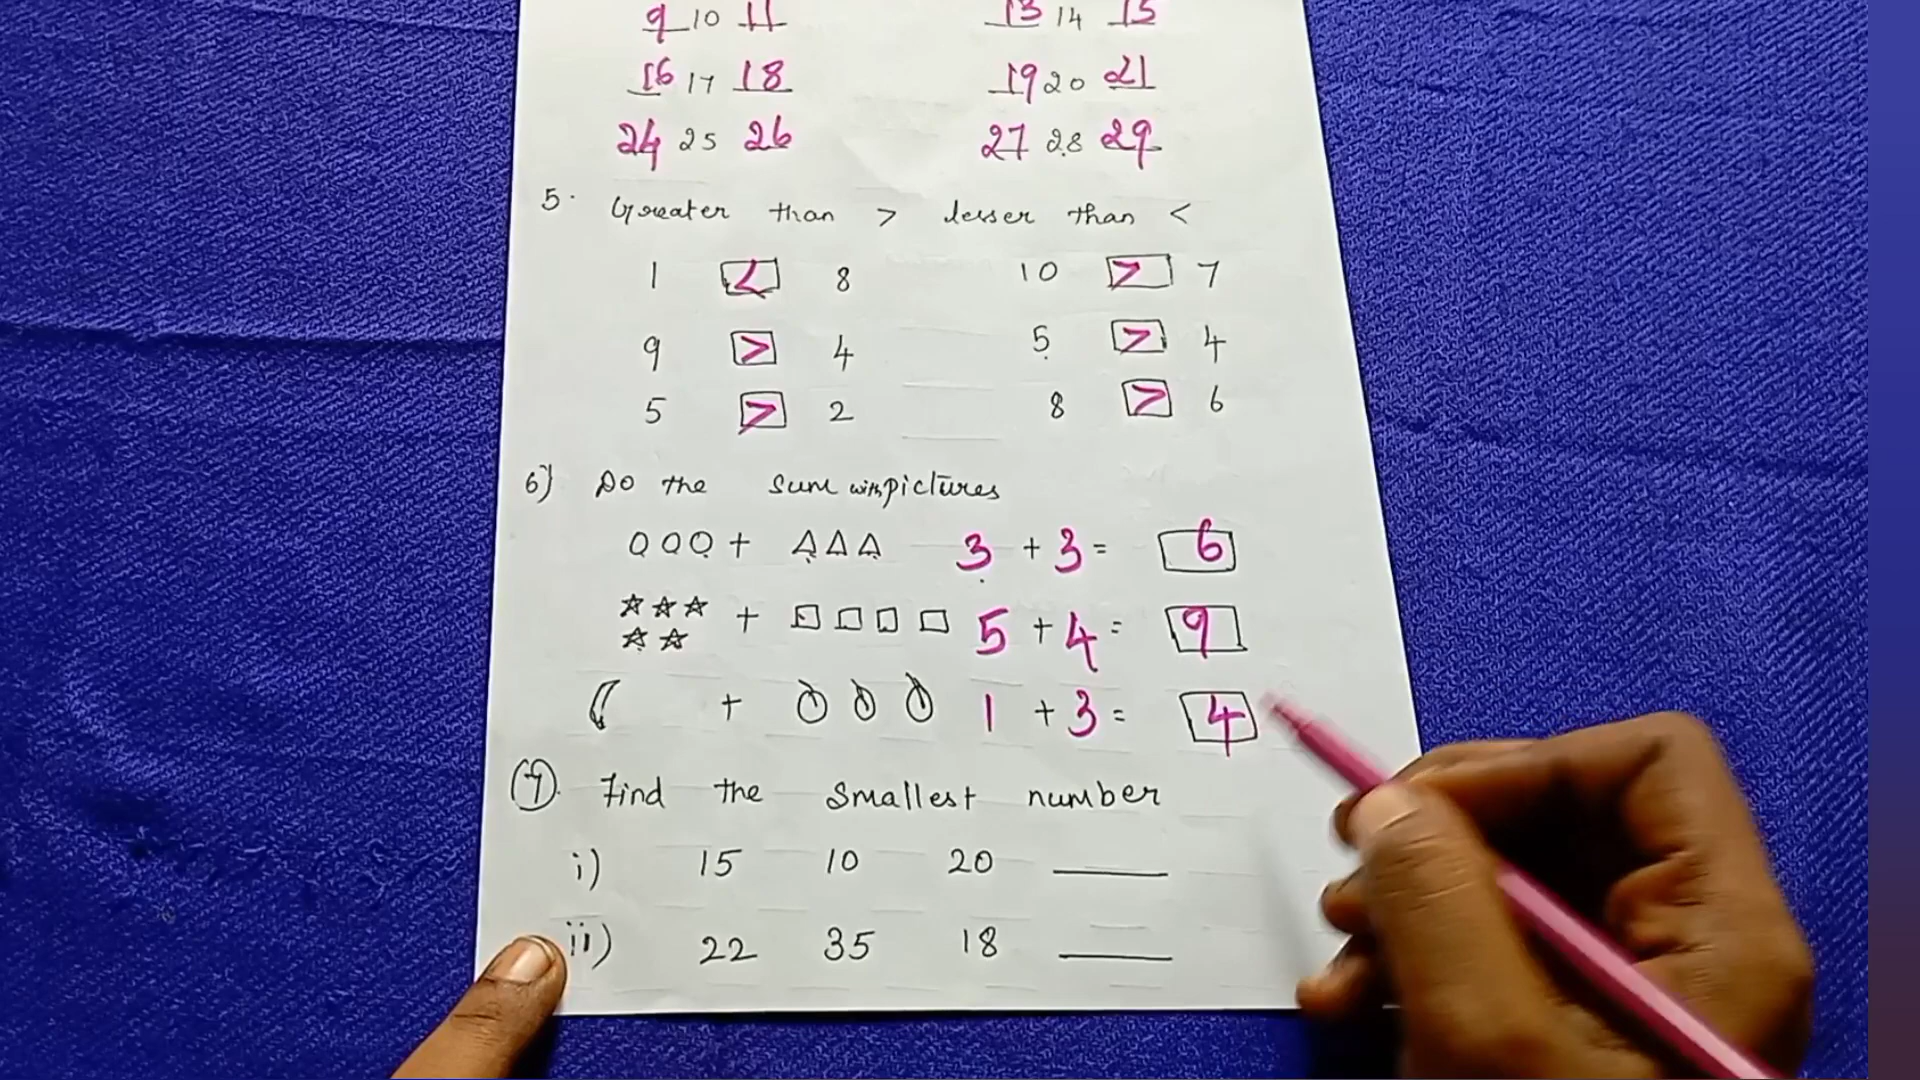 9 10 11 13 14 15
16 17 18 19 20 21
24 25 26 27 28 29
5. Greater than > lesser than <
1 < 8 10 > 7
9 > 4 5 > 4
5 > 2 8 > 6
6) Do the Sum with pictures
+ 3 + 3 = 6
+ 5 + 4 = 9
+ 1 + 3 = 4
7. Find the Smallest number
i) 15 10 20
ii) 22 35 18